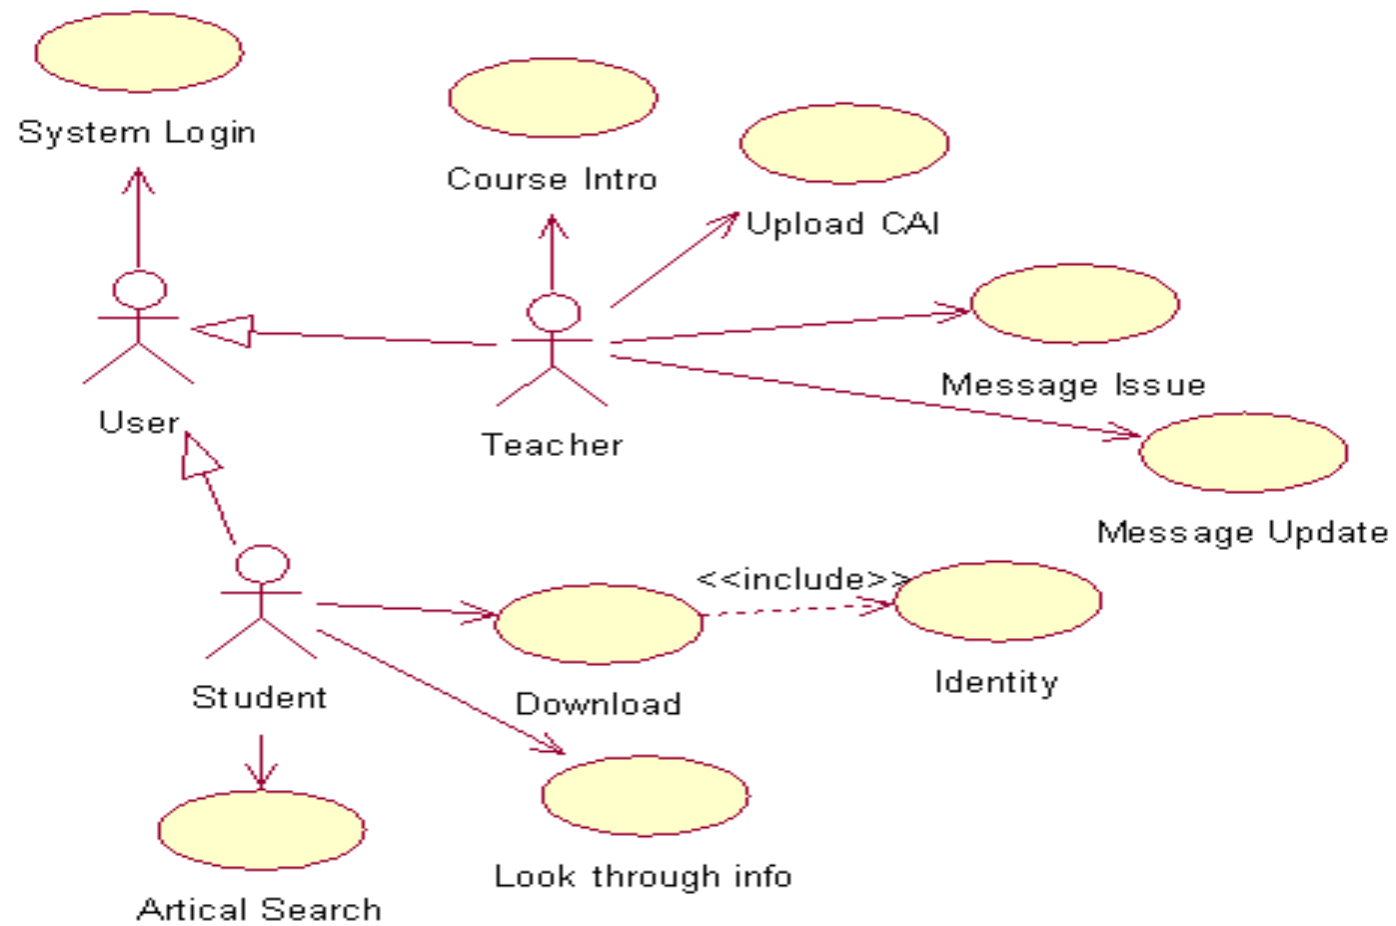 System Login
Course Intro
Upload CAI
Message Issue
User
Teacher
Message Update
<<include>>
Identity
Student
Download
Look through info
Artical Search